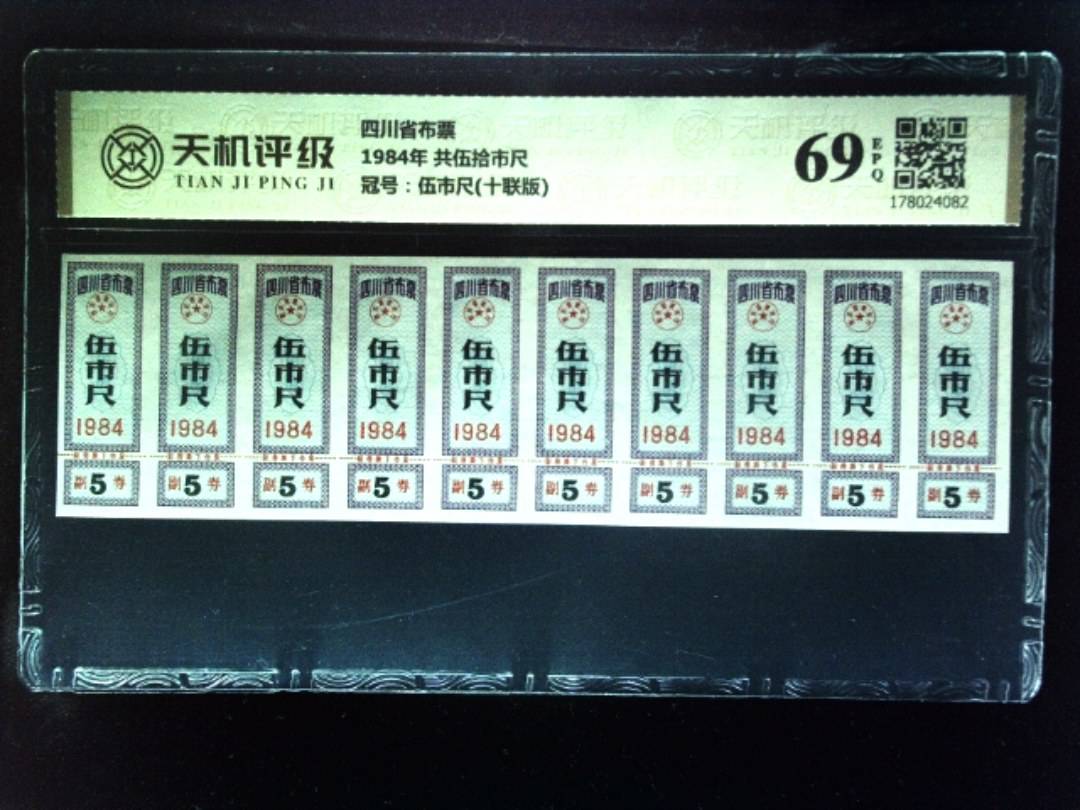 天机评级
TIAN JI PING JI
四川省布票
1984年 共伍拾市尺
冠号：伍市尺(十联版)
69
EPQ
178024082
四川省布票 四川省布票 四川省布票 四川省布票 四川省布票 四川省布票 四川省布票 四川省布票 四川省布票 四川省布票
伍市尺 伍市尺 伍市尺 伍市尺 伍市尺 伍市尺 伍市尺 伍市尺 伍市尺 伍市尺
1984 1984 1984 1984 1984 1984 1984 1984 1984 1984
副5券 副5券 副5券 副5券 副5券 副5券 副5券 副5券 副5券 副5券